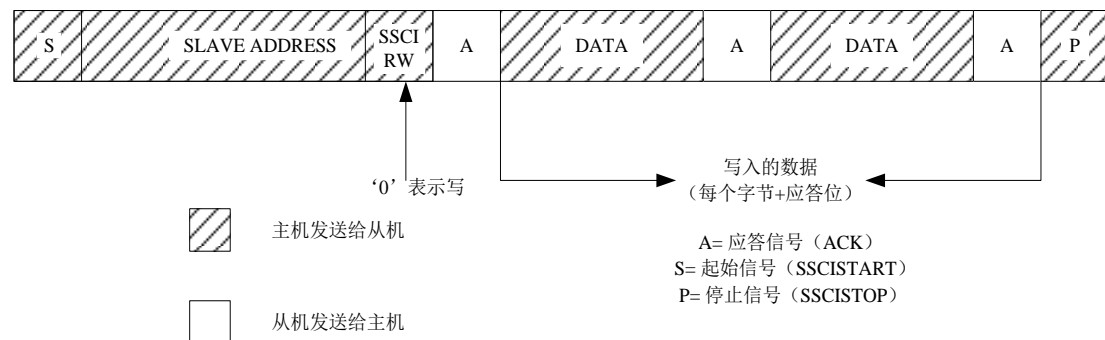 S SLAVE ADDRESS SSCI RW A DATA A DATA A P
‘0’表示写
写入的数据
（每个字节+应答位）
主机发送给从机
A= 应答信号（ACK）
S= 起始信号（SSCISTART）
P= 停止信号（SSCISTOP）
从机发送给主机